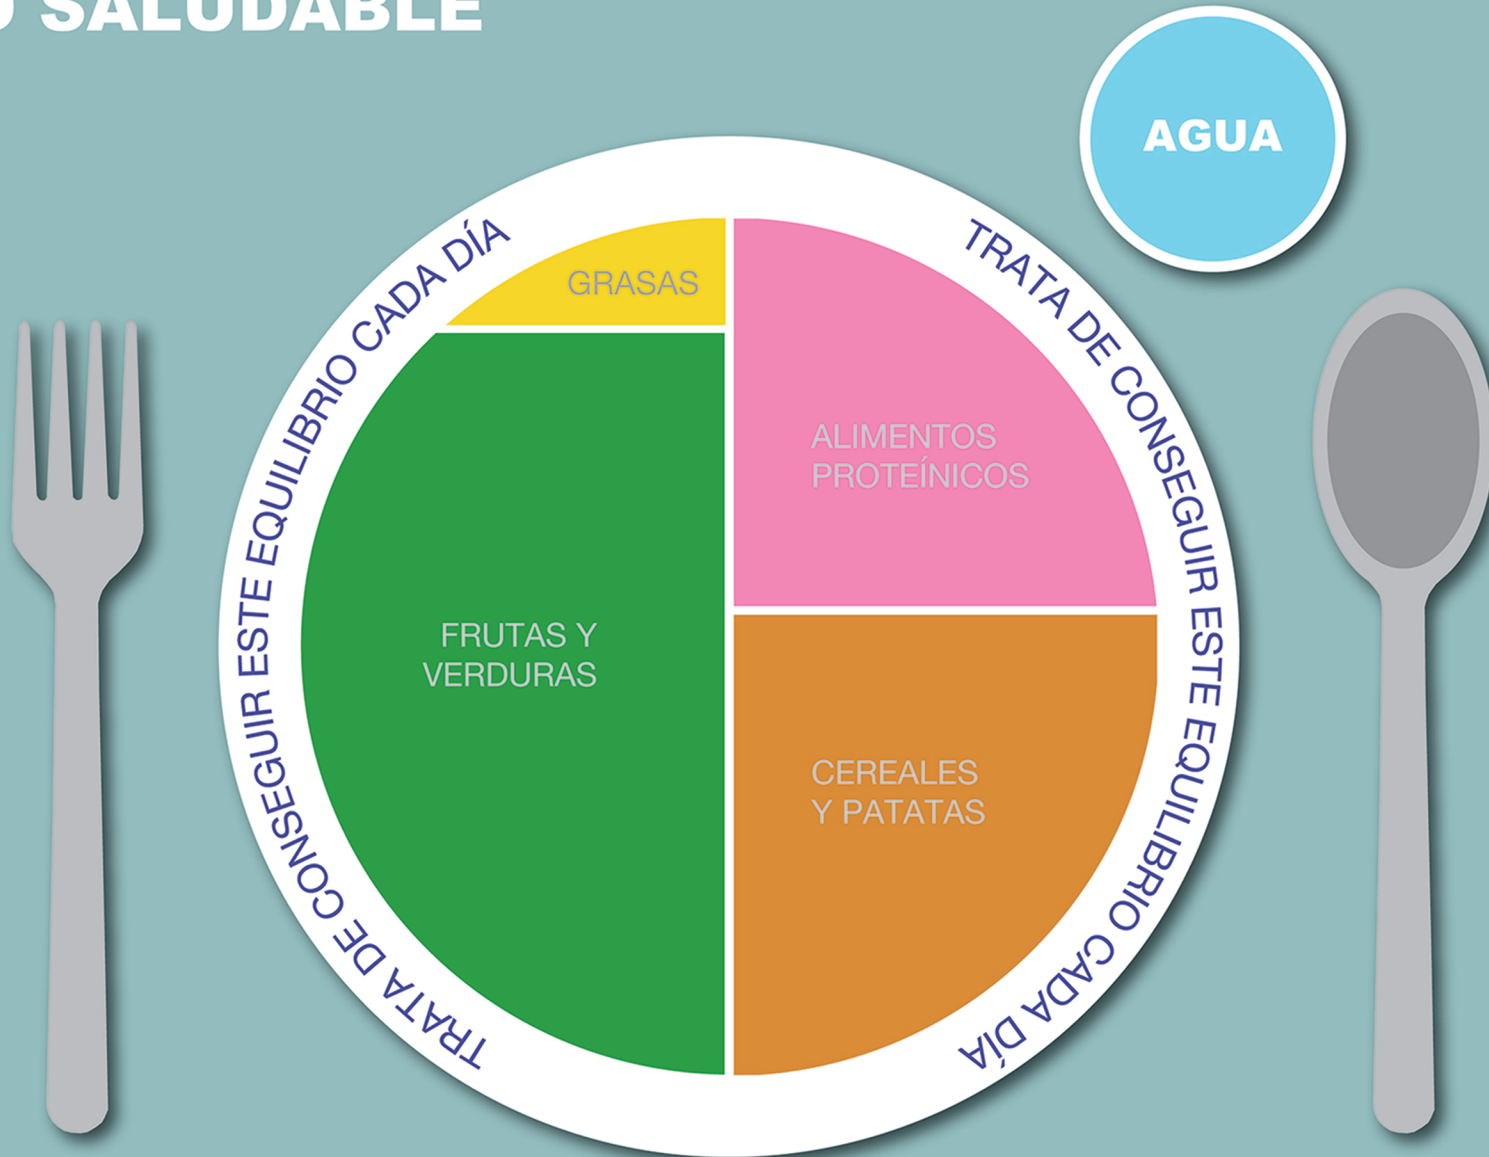 SALUDABLE
AGUA
TRATA DE CONSEGUIR ESTE EQUILIBRIO CADA DÍA
TRATA DE CONSEGUIR ESTE EQUILIBRIO CADA DÍA
GRASAS
ALIMENTOS
PROTEÍNICOS
FRUTAS Y
VERDURAS
CEREALES
Y PATATAS